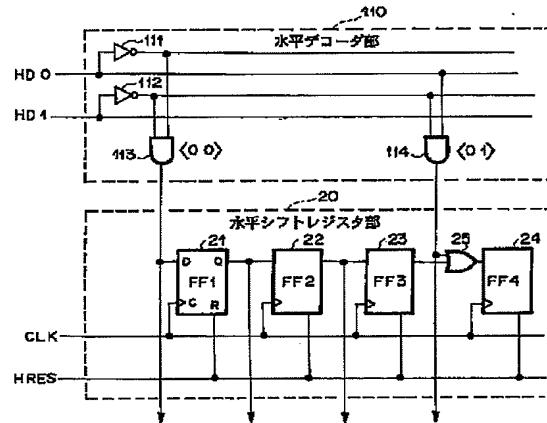 110
水平デコーダ部
111
HD 0
112
HD 1
113
〈0 0〉
114
〈0 1〉
20
水平シフトレジスタ部
21
22
23
25
24
D
Q
FF1
C
R
FF2
FF3
FF4
CLK
HRES